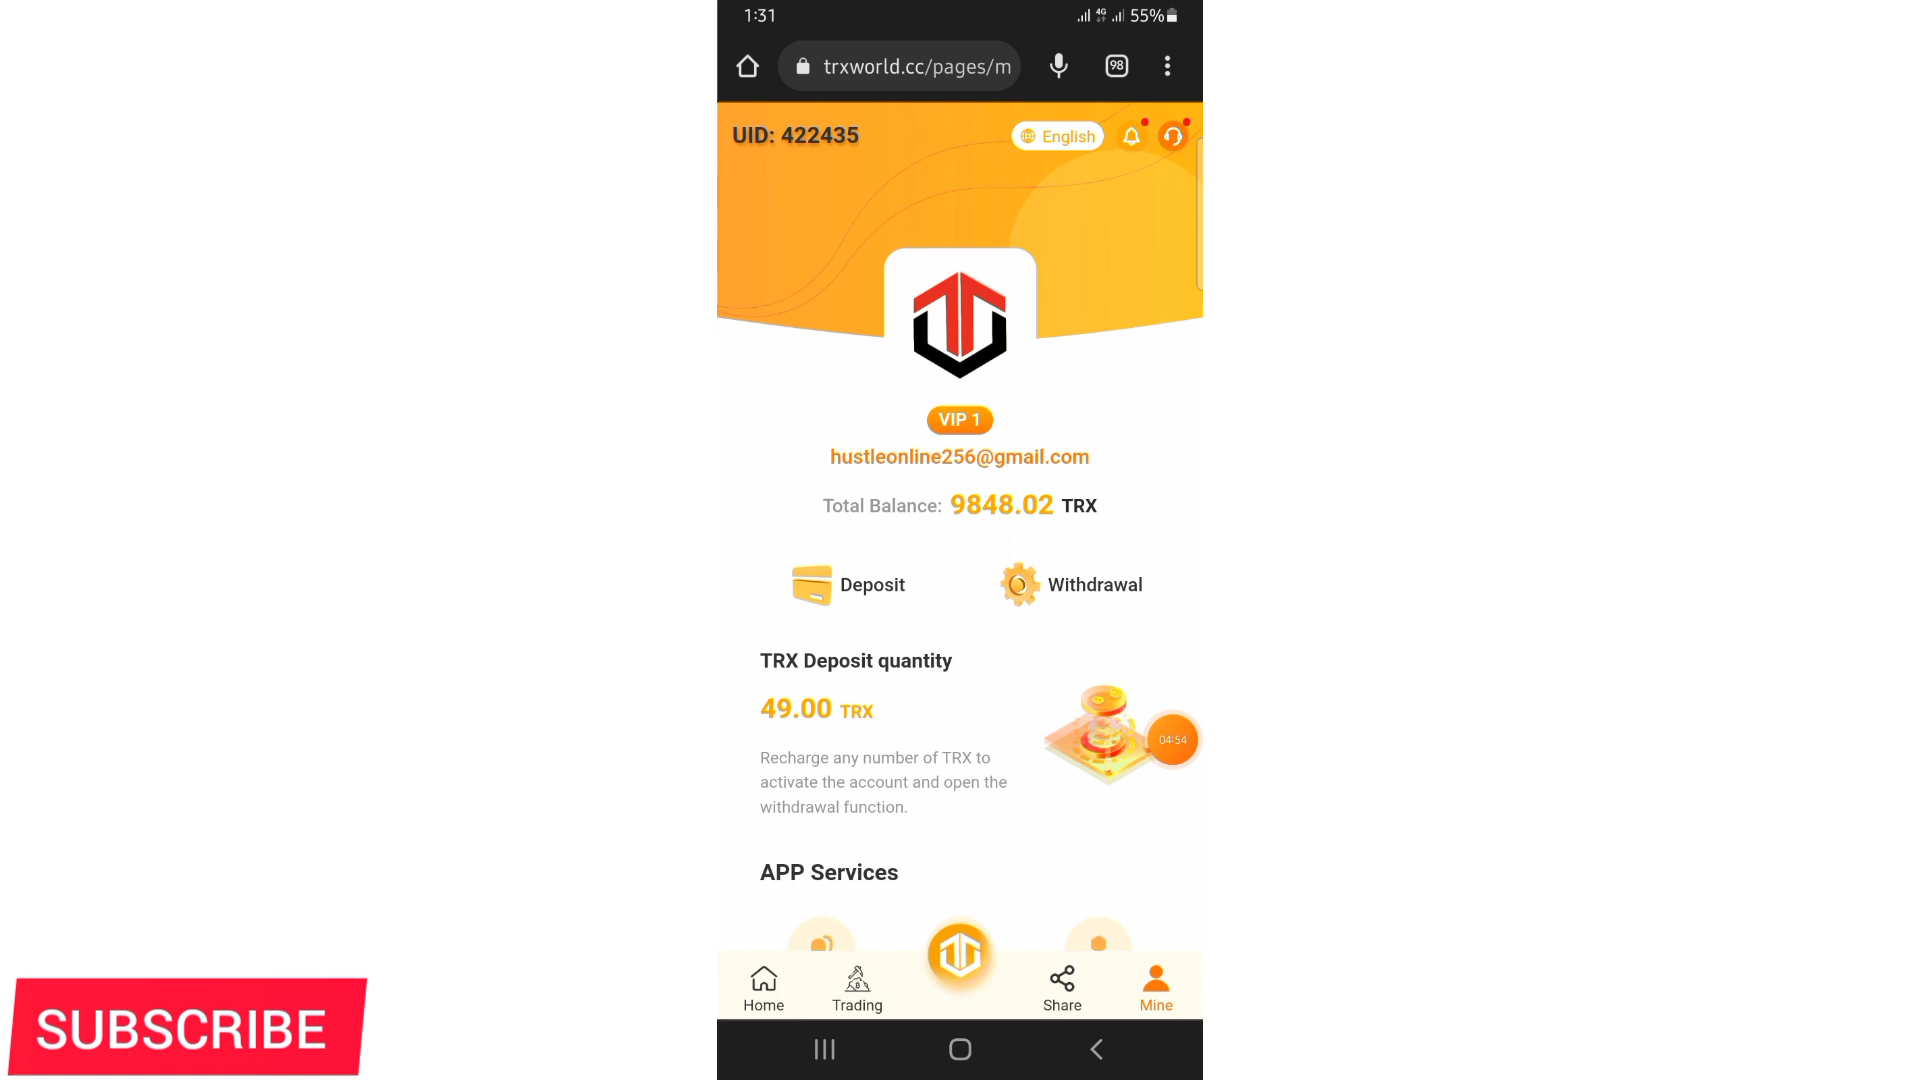 1:31
4G 55%
trxworld.cc/pages/m
98
UID: 422435
English
VIP 1
hustleonline256@gmail.com
Total Balance: 9848.02 TRX
Deposit
Withdrawal
TRX Deposit quantity
49.00 TRX
04:54
Recharge any number of TRX to
activate the account and open the
withdrawal function.
APP Services
Home
Trading
Share
Mine
SUBSCRIBE